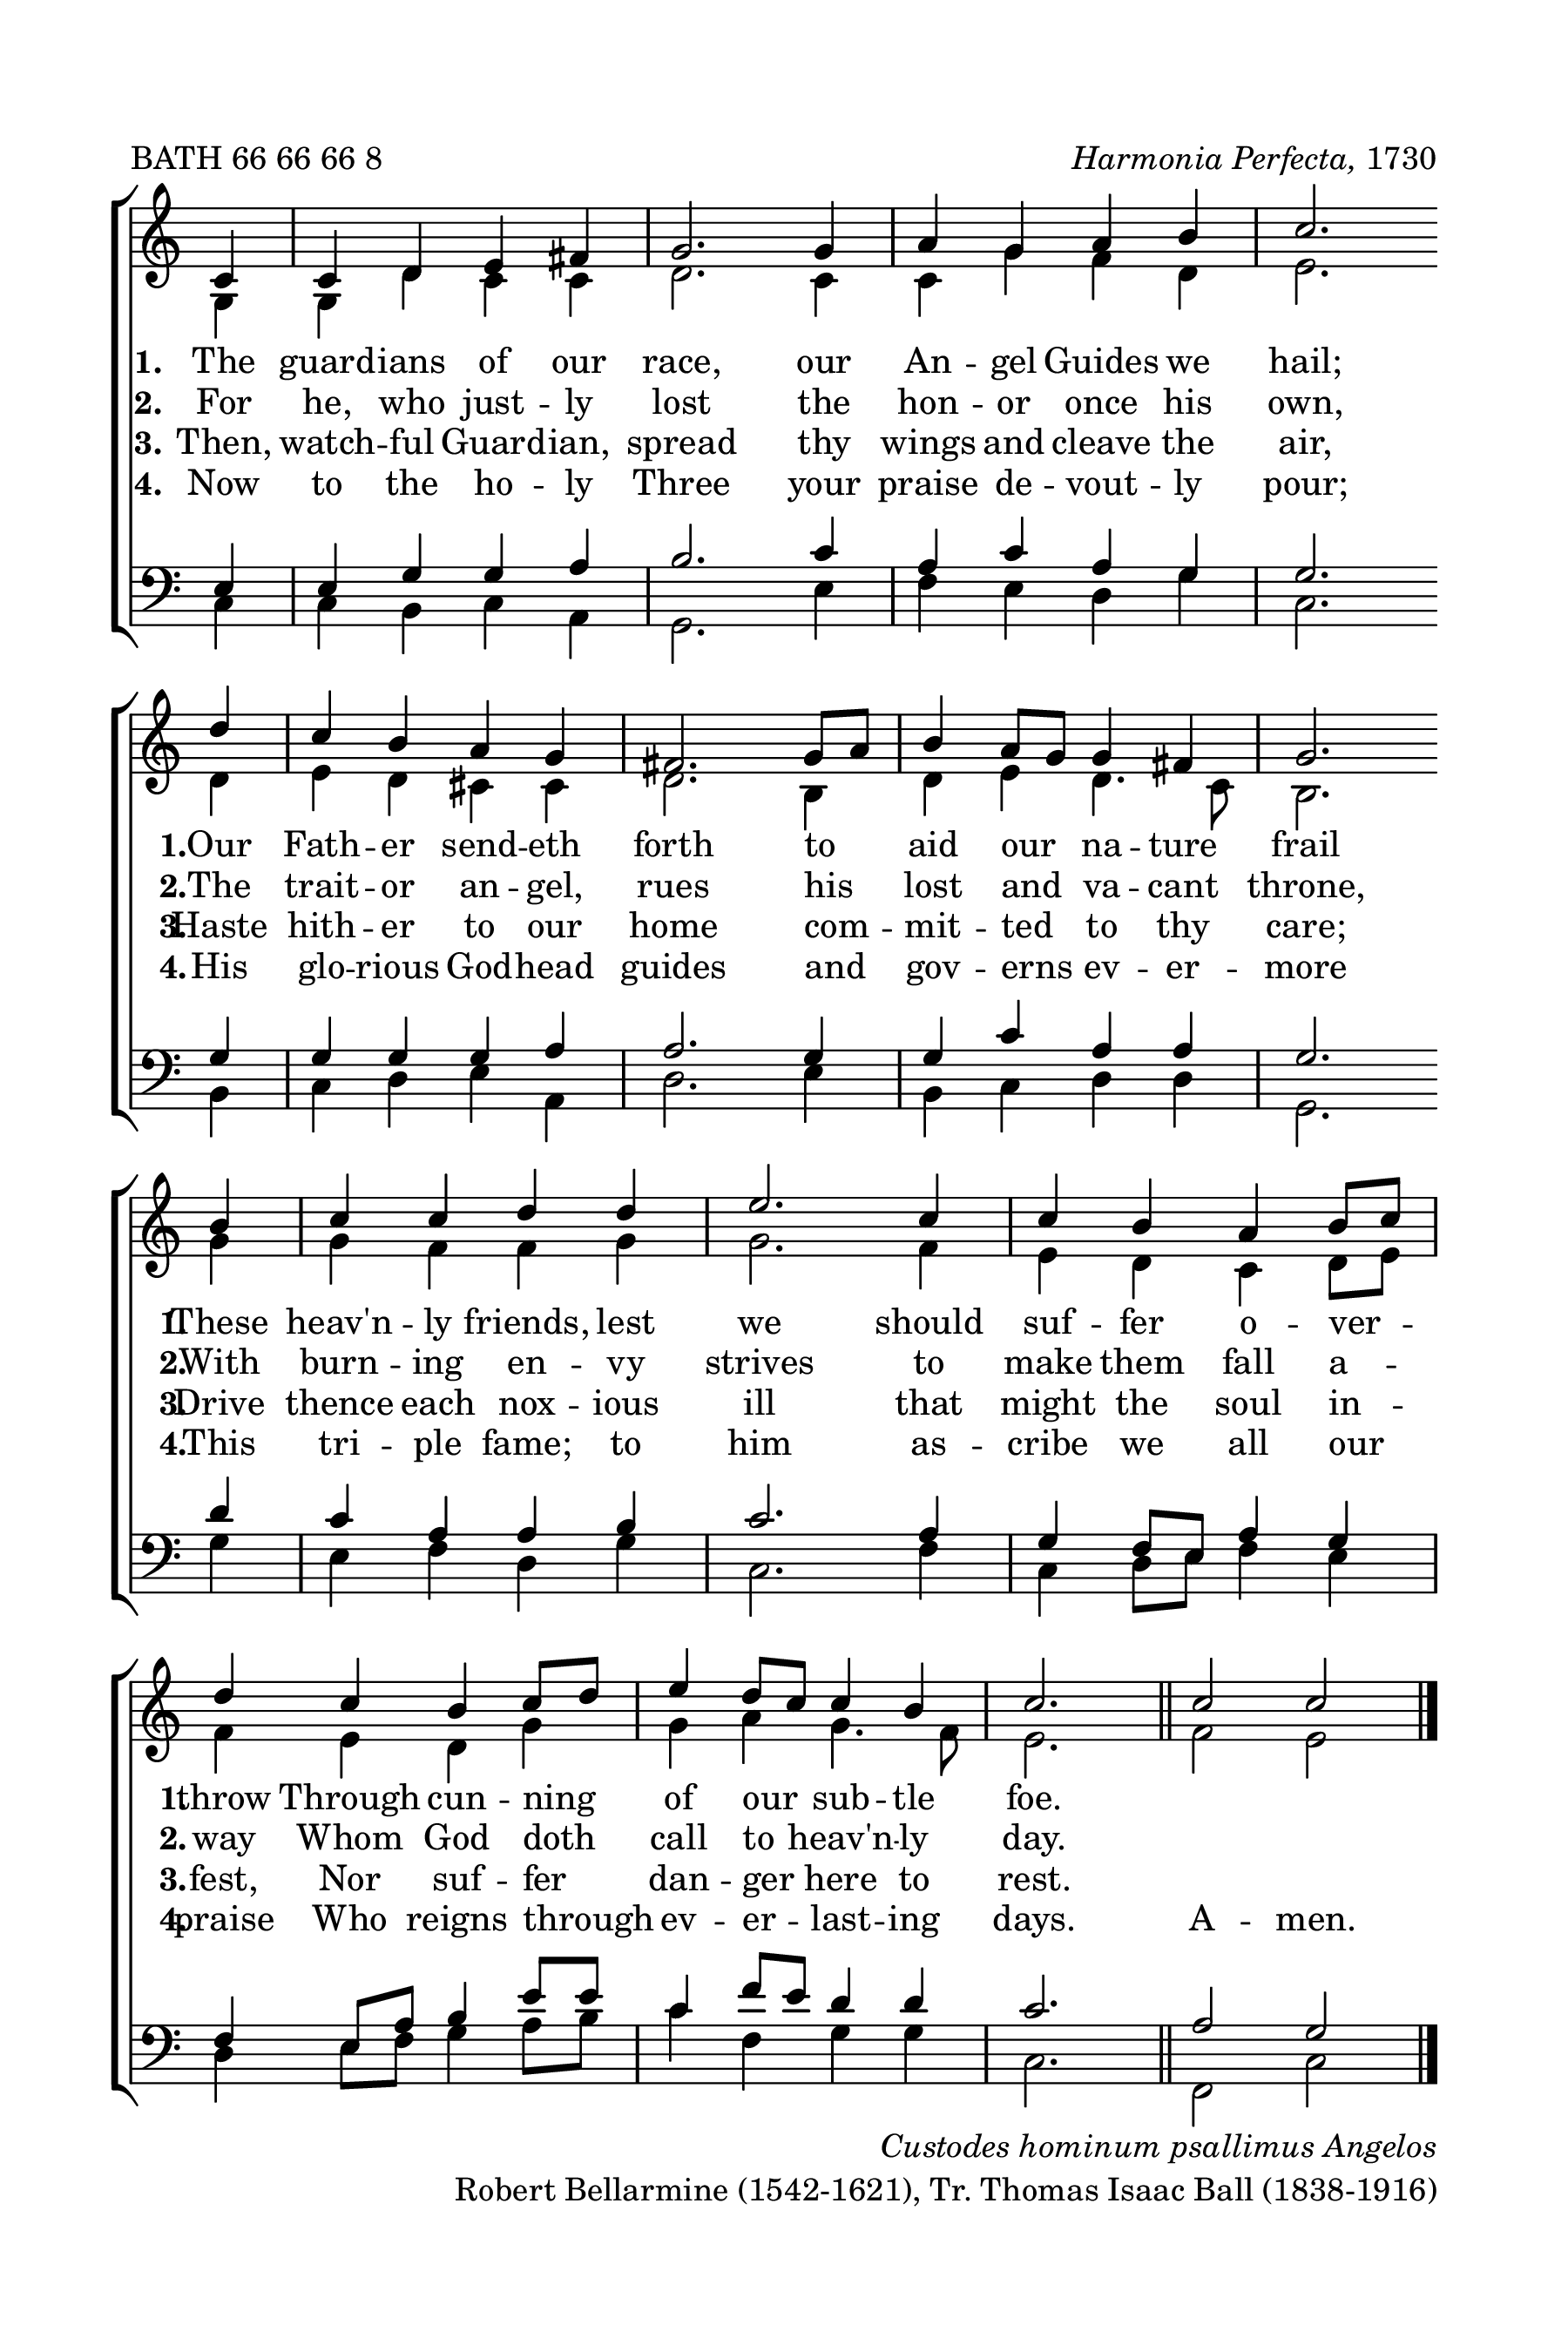 BATH 66 66 66 8
Harmonia Perfecta, 1730
1. The guardians of our race, our An - gel Guides we hail;
2. For he, who just - ly lost the hon - or once his own,
3. Then, watch - ful Guardian, spread thy wings and cleave the air,
4. Now to the ho - ly Three your praise de - vout - ly pour;
1. Our Fath - er send - eth forth to aid our na - ture frail
2. The trait - or an - gel, rues his lost and va - cant throne,
3. Haste hith - er to our home com - mit - ted to thy care;
4. His glo - rious Godhead guides and gov - erns ev - er - more
1. These heav'n - ly friends, lest we should suf - fer o - ver -
2. With burn - ing en - vy strives to make them fall a -
3. Drive thence each nox - ious ill that might the soul in -
4. This tri - ple fame; to him as - cribe we all our
1. throw Through cun - ning of our sub - tle foe.
2. way Whom God doth call to heav'n - ly day.
3. fest, Nor suf - fer dan - ger here to rest.
4. praise Who reigns through ev - er - last - ing days. A - men.
Custodes hominum psallimus Angelos
Robert Bellarmine (1542-1621), Tr. Thomas Isaac Ball (1838-1916)